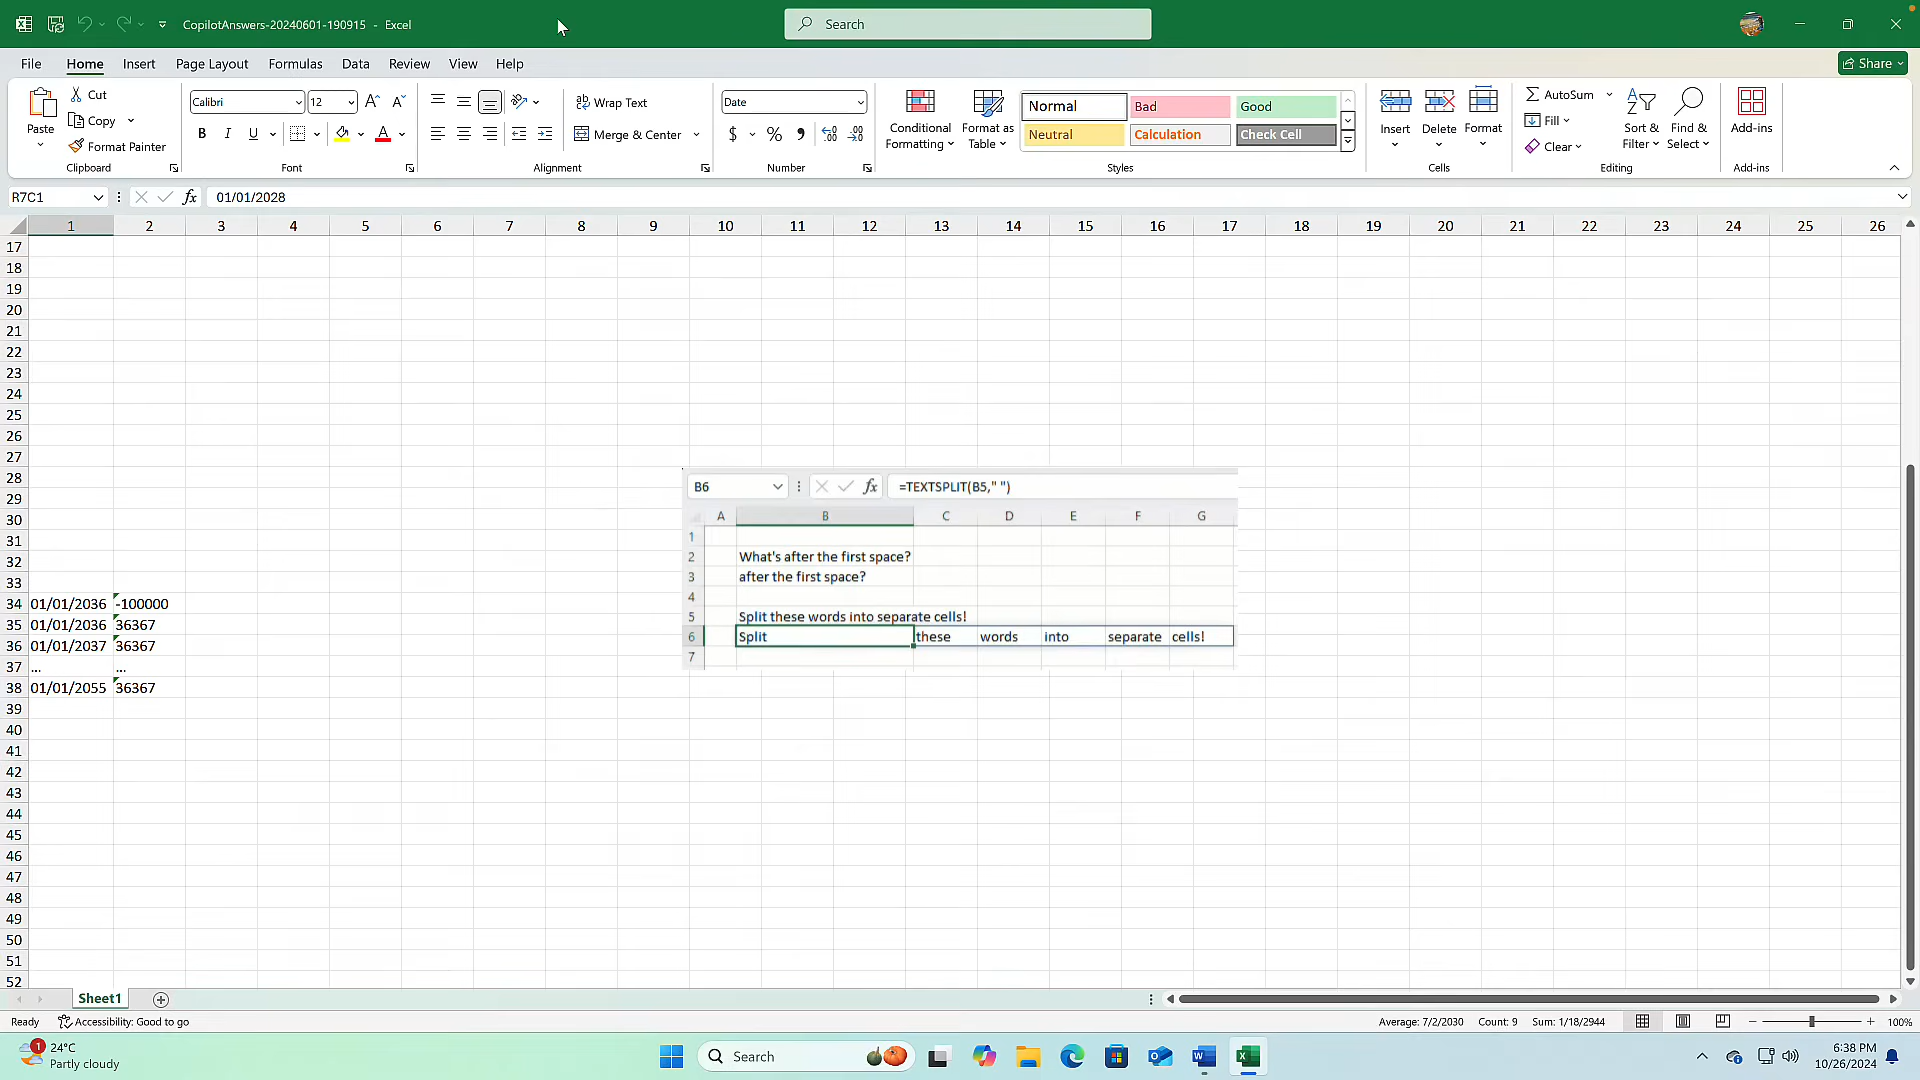 CopilotAnswers-20240601-190915 - Excel
Search
File Home Insert Page Layout Formulas Data Review View Help
Share
Paste
Cut
Copy
Format Painter
Clipboard
Calibri 12
B I U
Font
Wrap Text
Merge & Center
Alignment
Date
$ % 9
Number
Conditional
Formatting
Format as
Table
Normal Bad Good
Neutral Calculation Check Cell
Styles
Insert Delete Format
Cells
AutoSum
Fill
Clear
Sort &
Filter
Find &
Select
Editing
Add-ins
Add-ins
R7C1 fx 01/01/2028
1 2 3 4 5 6 7 8 9 10 11 12 13 14 15 16 17 18 19 20 21 22 23 24 25 26
17
18
19
20
21
22
23
24
25
26
27
28
29
30
31
32
33
34 01/01/2036 -100000
35 01/01/2036 36367
36 01/01/2037 36367
37 ... ...
38 01/01/2055 36367
39
40
41
42
43
44
45
46
47
48
49
50
51
52
B6 fx =TEXTSPLIT(B5," ")
A B C D E F G
1
2 What's after the first space?
3 after the first space?
4
5 Split these words into separate cells!
6 Split these words into separate cells!
7
Sheet1
Ready Accessibility: Good to go
Average: 7/2/2030 Count: 9 Sum: 1/18/2944 100%
1
24°C
Partly cloudy
Search
6:38 PM
10/26/2024